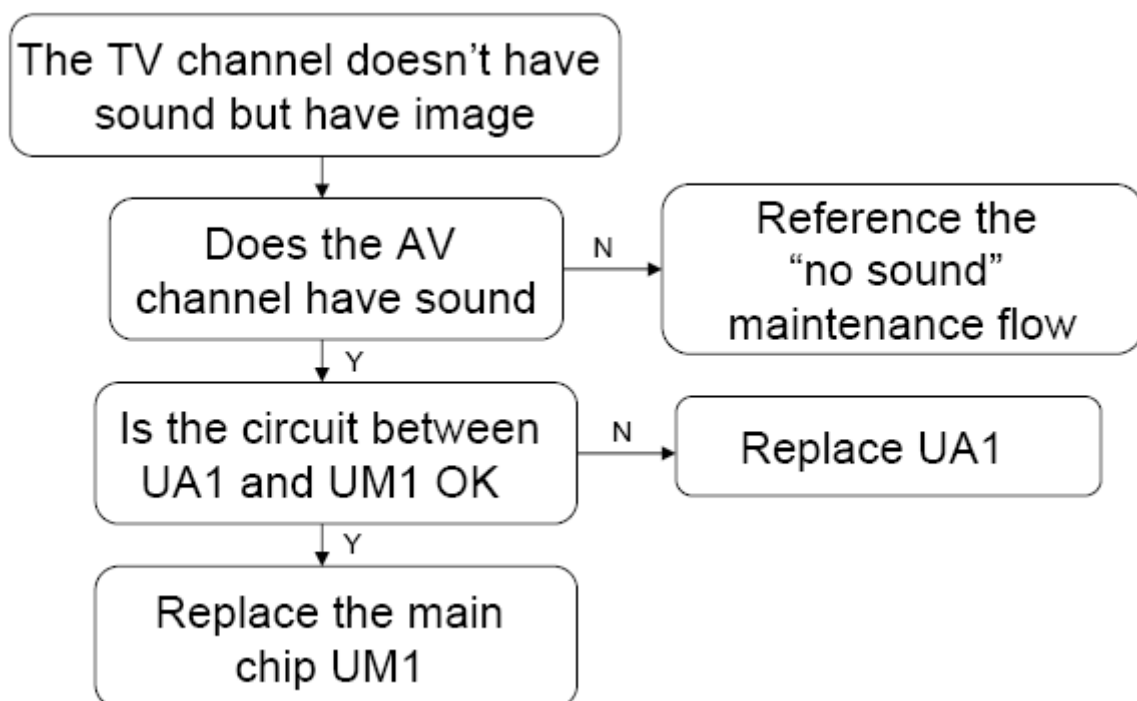 The TV channel doesn’t have
sound but have image
Does the AV
channel have sound
N
Reference the
“no sound”
maintenance flow
Y
Is the circuit between
UA1 and UM1 OK
N
Replace UA1
Y
Replace the main
chip UM1